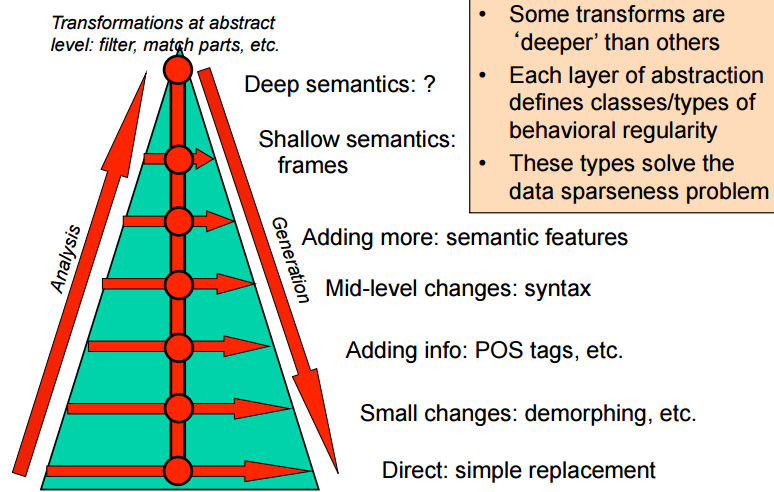 Transformations at abstract
level: filter, match parts, etc.
• Some transforms are
‘deeper’ than others
• Each layer of abstraction
defines classes/types of
behavioral regularity
• These types solve the
data sparseness problem
Deep semantics: ?
Shallow semantics:
frames
Analysis
Generation
Adding more: semantic features
Mid-level changes: syntax
Adding info: POS tags, etc.
Small changes: demorphing, etc.
Direct: simple replacement